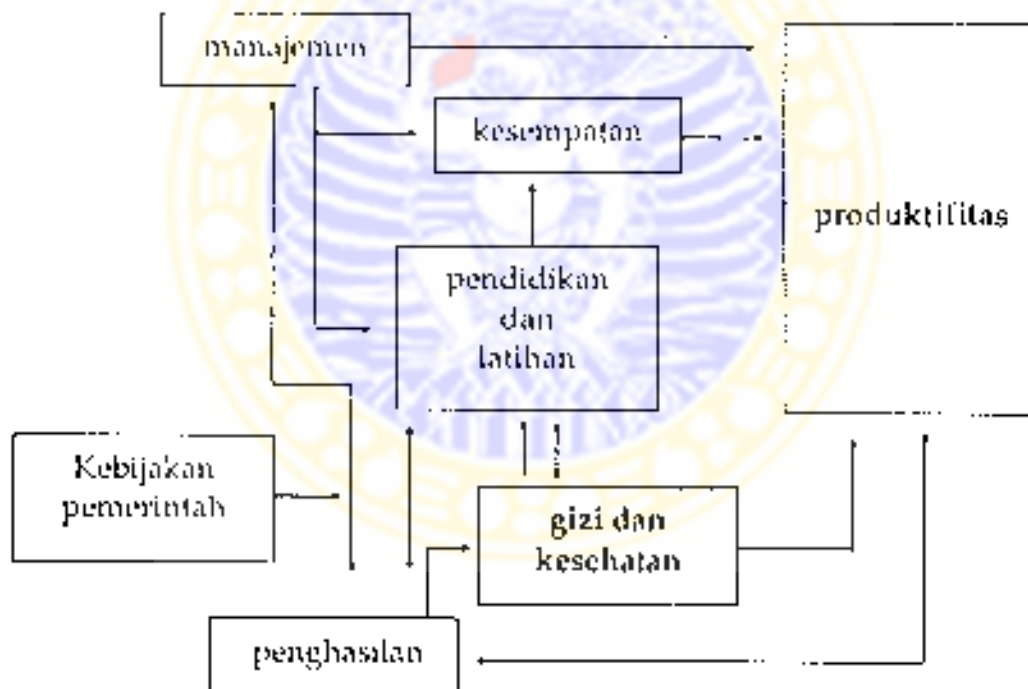 manajemen
kesempatan
produktifitas
pendidikan
dan
latihan
Kebijakan
pemerintah
gizi dan
kesehatan
penghasilan